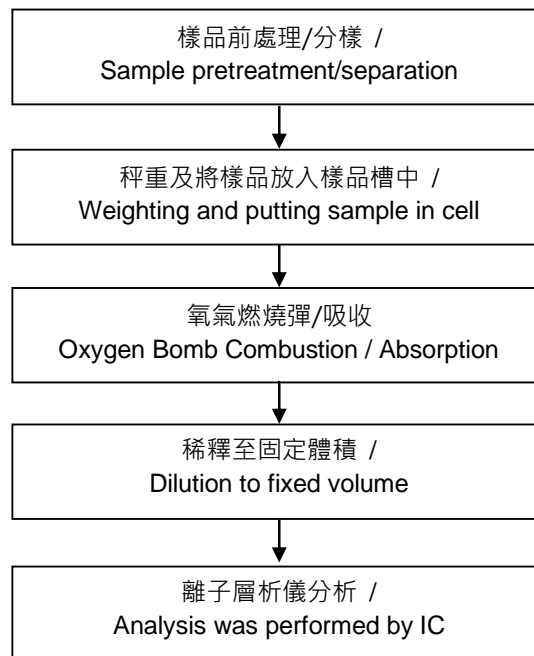 樣品前處理/分樣 /
Sample pretreatment/separation
秤重及將樣品放入樣品槽中 /
Weighting and putting sample in cell
氧氣燃燒彈/吸收
Oxygen Bomb Combustion / Absorption
稀釋至固定體積 /
Dilution to fixed volume
離子層析儀分析 /
Analysis was performed by IC